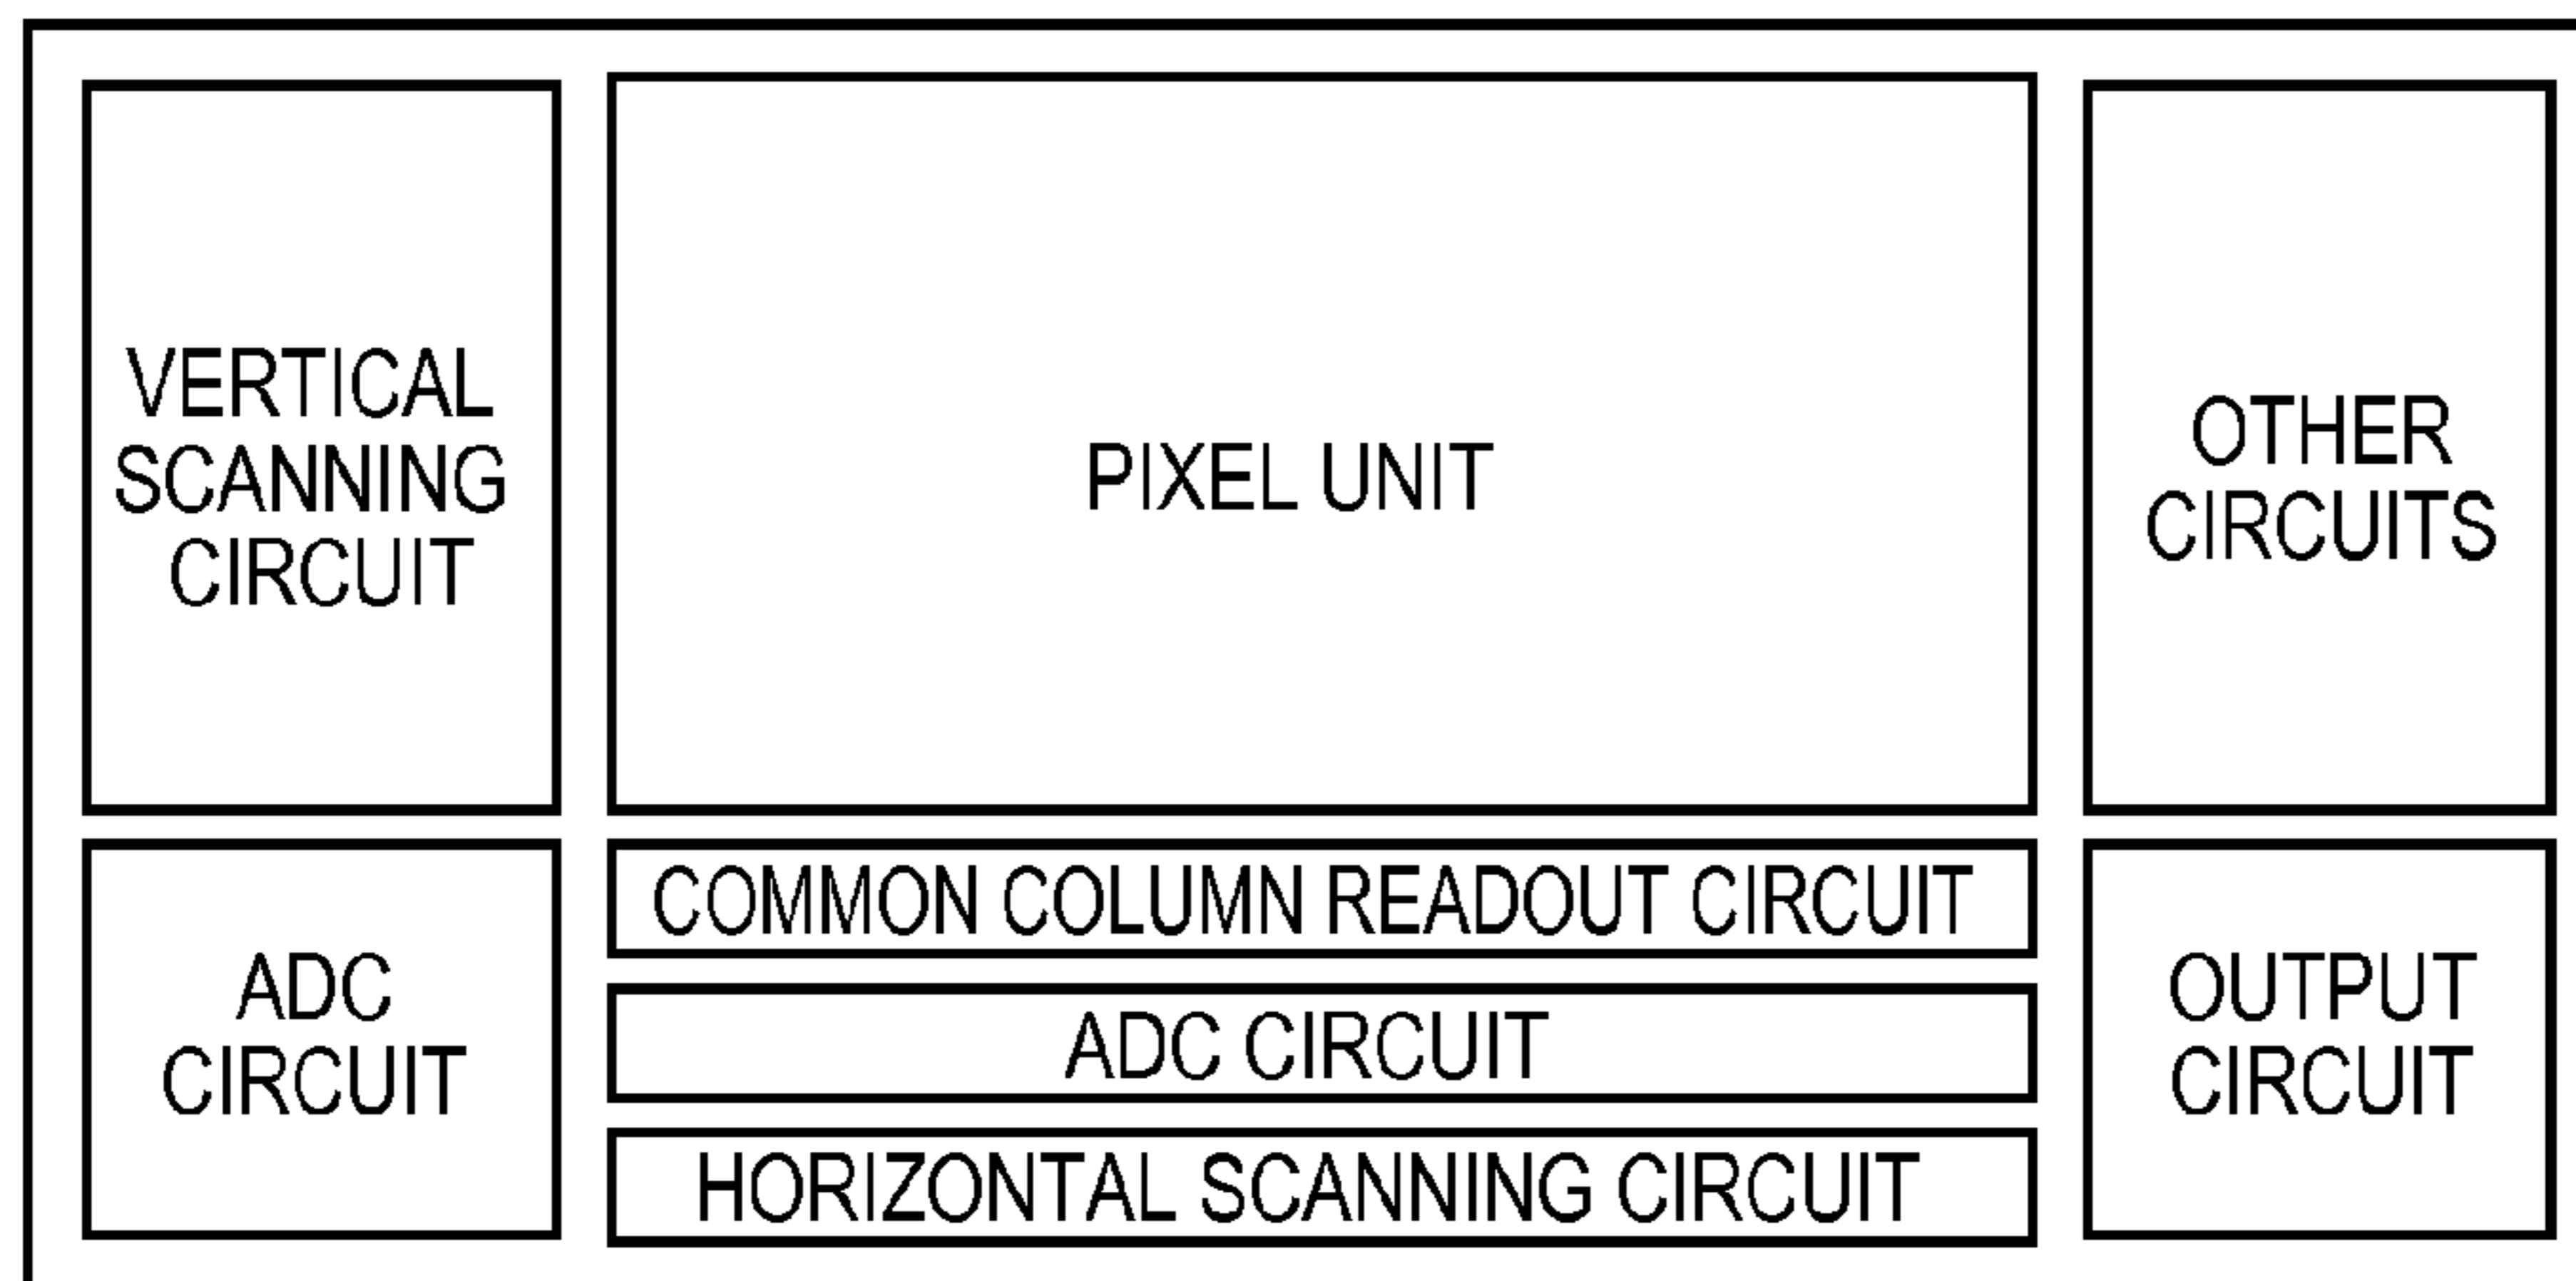 VERTICAL
SCANNING
CIRCUIT
PIXEL UNIT
OTHER
CIRCUITS
ADC
CIRCUIT
COMMON COLUMN READOUT CIRCUIT
ADC CIRCUIT
HORIZONTAL SCANNING CIRCUIT
OUTPUT
CIRCUIT